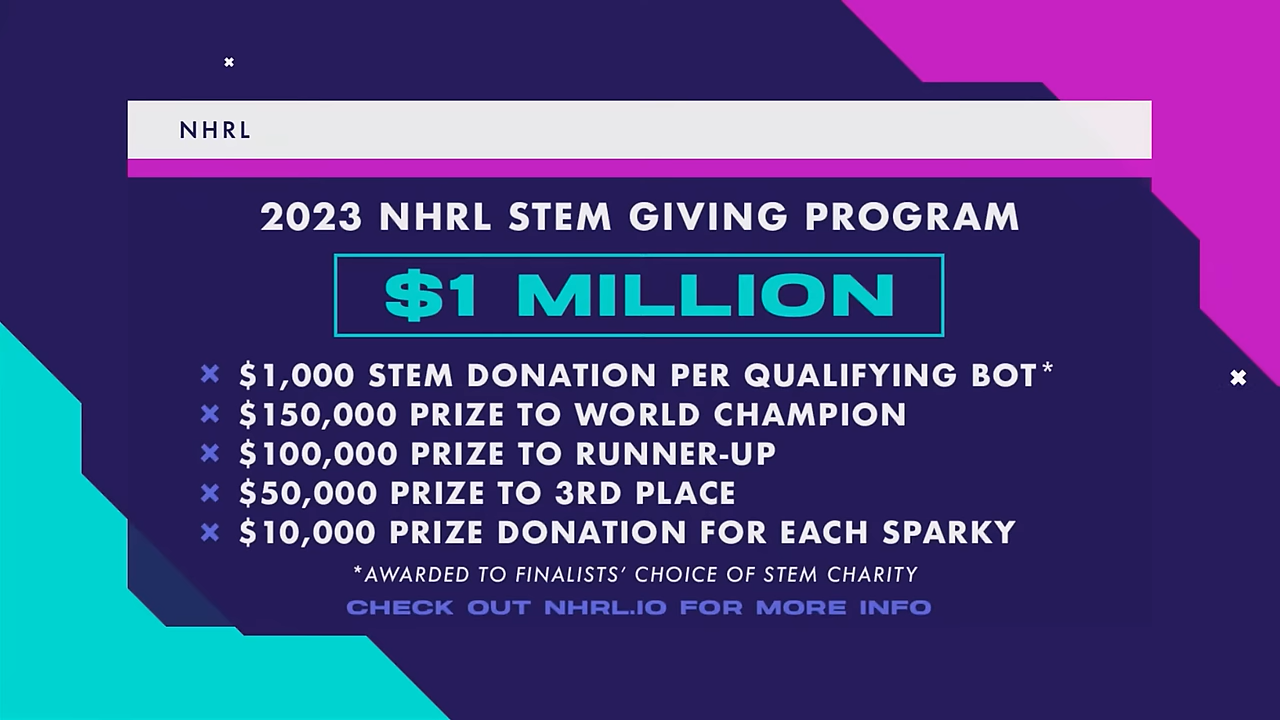 NHRL
2023 NHRL STEM GIVING PROGRAM
$1 MILLION
$1,000 STEM DONATION PER QUALIFYING BOT*
$150,000 PRIZE TO WORLD CHAMPION
$100,000 PRIZE TO RUNNER-UP
$50,000 PRIZE TO 3RD PLACE
$10,000 PRIZE DONATION FOR EACH SPARKY
*AWARDED TO FINALISTS' CHOICE OF STEM CHARITY
CHECK OUT NHRL.IO FOR MORE INFO